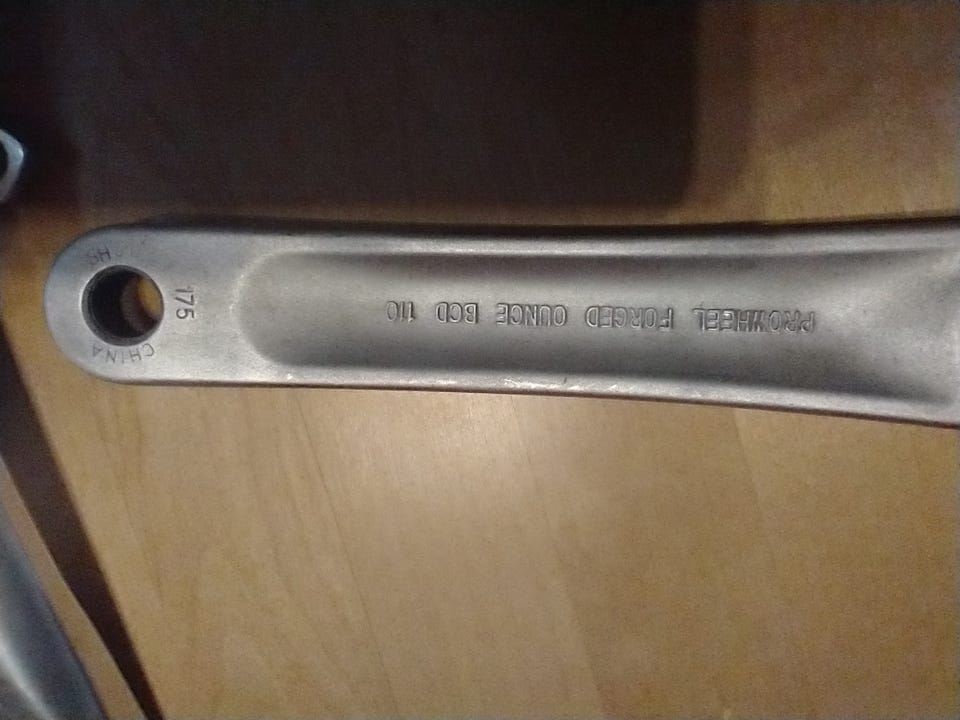 PROWHEEL FORGED OUNCE BCD 110
175
CHINA